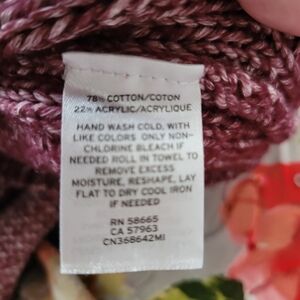 78% COTTON/COTON
22% ACRYLIC/ACRYLIQUE
HAND WASH COLD, WITH
LIKE COLORS ONLY NON-
CHLORINE BLEACH IF
NEEDED ROLL IN TOWEL TO
REMOVE EXCESS
MOISTURE, RESHAPE, LAY
FLAT TO DRY COOL IRON
IF NEEDED
RN 58665
CA 57963
CN368642MI